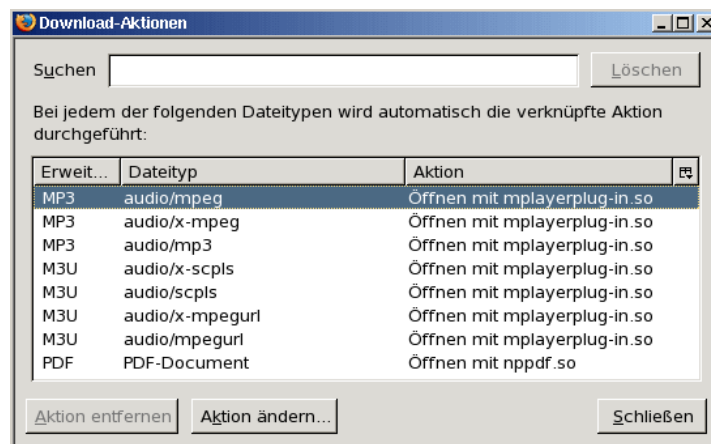 Download-Aktionen
Suchen Löschen
Bei jedem der folgenden Dateitypen wird automatisch die verknüpfte Aktion
durchgeführt:
Erweit... Dateityp Aktion
MP3 audio/mpeg Öffnen mit mplayerplug-in.so
MP3 audio/x-mpeg Öffnen mit mplayerplug-in.so
MP3 audio/mp3 Öffnen mit mplayerplug-in.so
M3U audio/x-scpls Öffnen mit mplayerplug-in.so
M3U audio/scpls Öffnen mit mplayerplug-in.so
M3U audio/x-mpegurl Öffnen mit mplayerplug-in.so
M3U audio/mpegurl Öffnen mit mplayerplug-in.so
PDF PDF-Document Öffnen mit nppdf.so
Aktion entfernen Aktion ändern... Schließen